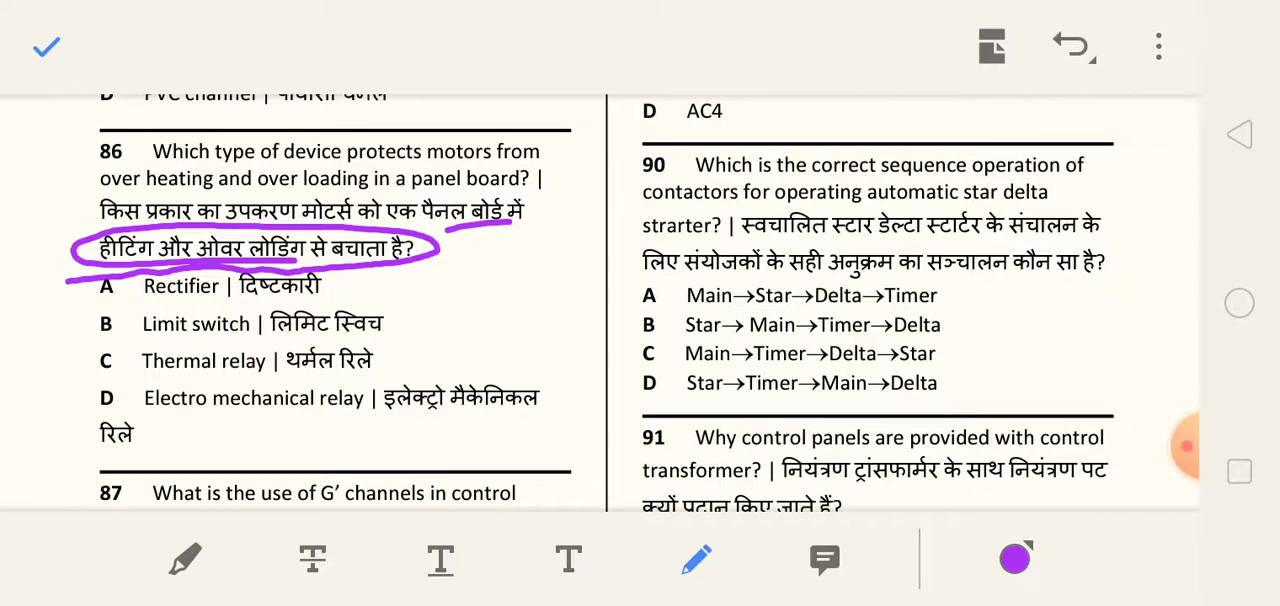 D PVC channel | पीवीसी चैनल
86 Which type of device protects motors from
over heating and over loading in a panel board? |
किस प्रकार का उपकरण मोटर्स को एक पैनल बोर्ड में
हीटिंग और ओवर लोडिंग से बचाता है?
A Rectifier | दिष्टकारी
B Limit switch | लिमिट स्विच
C Thermal relay | थर्मल रिले
D Electro mechanical relay | इलेक्ट्रो मैकेनिकल
रिले
87 What is the use of G’ channels in control
D AC4
90 Which is the correct sequence operation of
contactors for operating automatic star delta
strarter? | स्वचालित स्टार डेल्टा स्टार्टर के संचालन के
लिए संयोजकों के सही अनुक्रम का सञ्चालन कौन सा है?
A Main→Star→Delta→Timer
B Star→ Main→Timer→Delta
C Main→Timer→Delta→Star
D Star→Timer→Main→Delta
91 Why control panels are provided with control
transformer? | नियंत्रण ट्रांसफार्मर के साथ नियंत्रण पट
क्यों प्रदान किए जाते हैं?